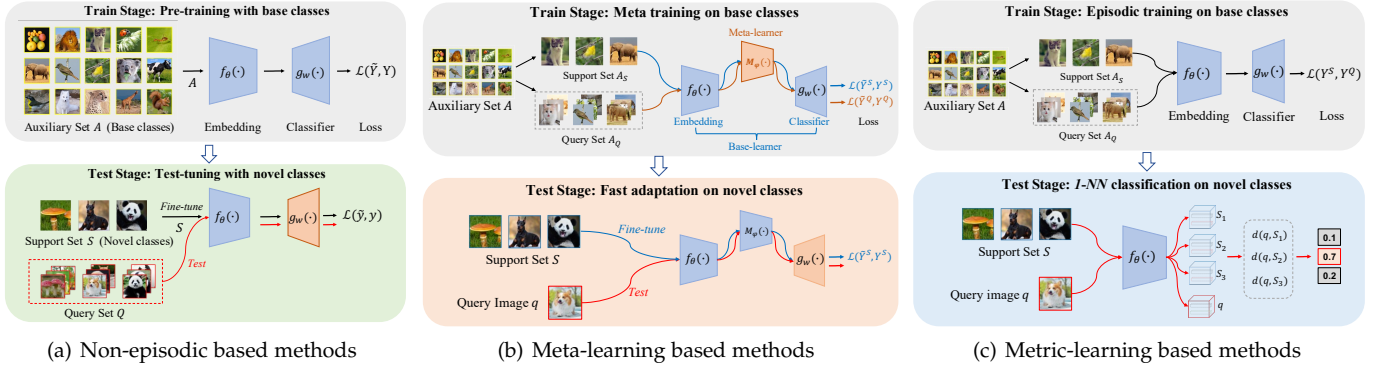 Train Stage: Pre-training with base classes
f_θ(·)
g_w(·)
ℒ(Ỹ, Y)
A
Auxiliary Set A (Base classes)
Embedding
Classifier
Loss
Test Stage: Test-tuning with novel classes
Fine-tune
S
f_θ(·)
g_w(·)
ℒ(ỹ, y)
Support Set S (Novel classes)
Test
Query Set Q
(a) Non-episodic based methods
Train Stage: Meta training on base classes
Meta-learner
M_φ(·)
Support Set A_S
Auxiliary Set A
f_θ(·)
g_w(·)
ℒ(Ỹ^S, Y^S)
ℒ(Ỹ^Q, Y^Q)
Embedding
Classifier
Loss
Query Set A_Q
Base-learner
Test Stage: Fast adaptation on novel classes
Fine-tune
M_φ(·)
Support Set S
f_θ(·)
g_w(·)
ℒ(Ỹ^S, Y^S)
Test
Query Image q
(b) Meta-learning based methods
Train Stage: Episodic training on base classes
Support Set A_S
Auxiliary Set A
f_θ(·)
g_w(·)
ℒ(Y^S, Y^Q)
Query Set A_Q
Embedding
Classifier
Loss
Test Stage: 1-NN classification on novel classes
Support Set S
f_θ(·)
S_1
S_2
S_3
q
d(q, S_1)
d(q, S_2)
d(q, S_3)
0.1
0.7
0.2
Query image q
(c) Metric-learning based methods